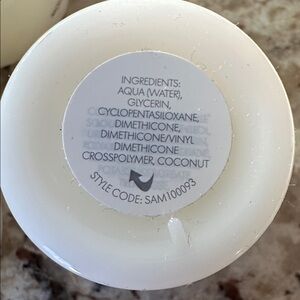 INGREDIENTS:
AQUA (WATER),
GLYCERIN,
CYCLOPENTASILOXANE,
DIMETHICONE,
DIMETHICONE/VINYL
DIMETHICONE
CROSSPOLYMER, COCONUT
STYLE CODE: SAM100093